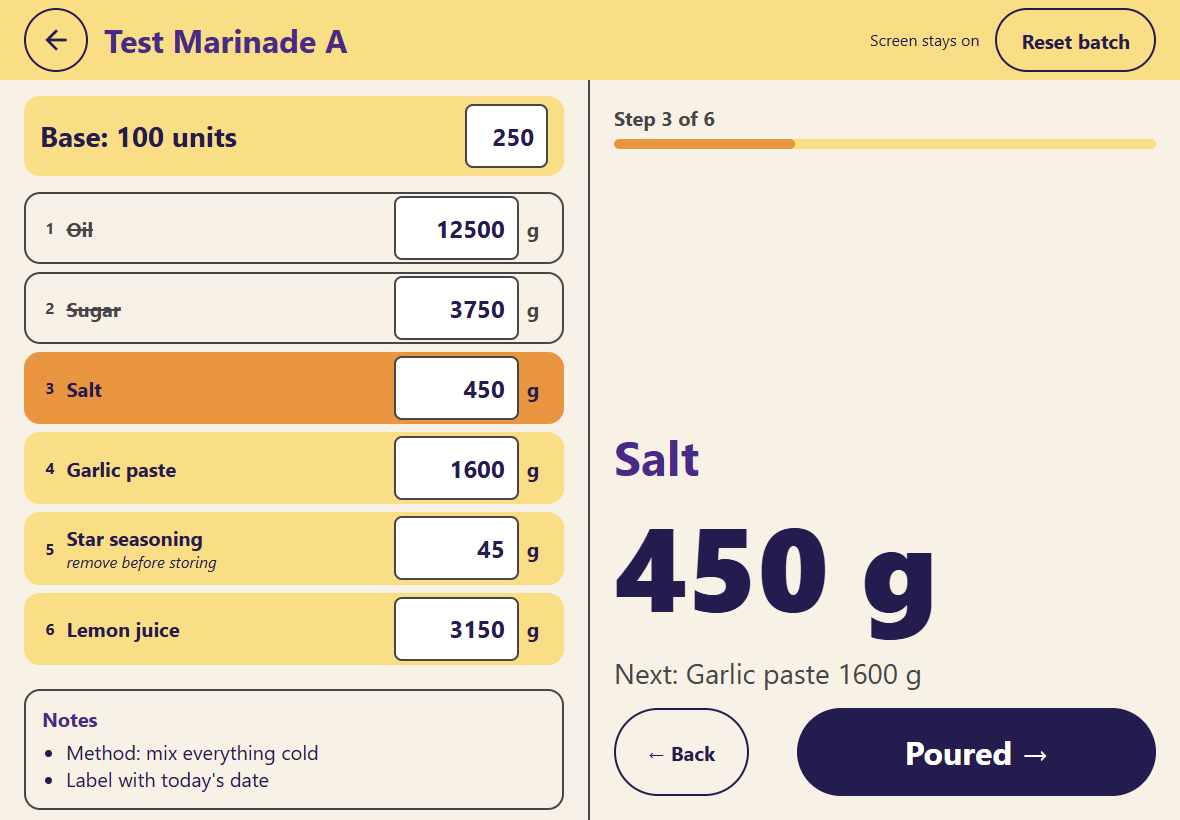 Test Marinade A
Screen stays on
Reset batch
Base: 100 units
250
1 Oil 12500 g
2 Sugar 3750 g
3 Salt 450 g
4 Garlic paste 1600 g
5 Star seasoning 45 g
remove before storing
6 Lemon juice 3150 g
Notes
• Method: mix everything cold
• Label with today's date
Step 3 of 6
Salt
450 g
Next: Garlic paste 1600 g
← Back
Poured →